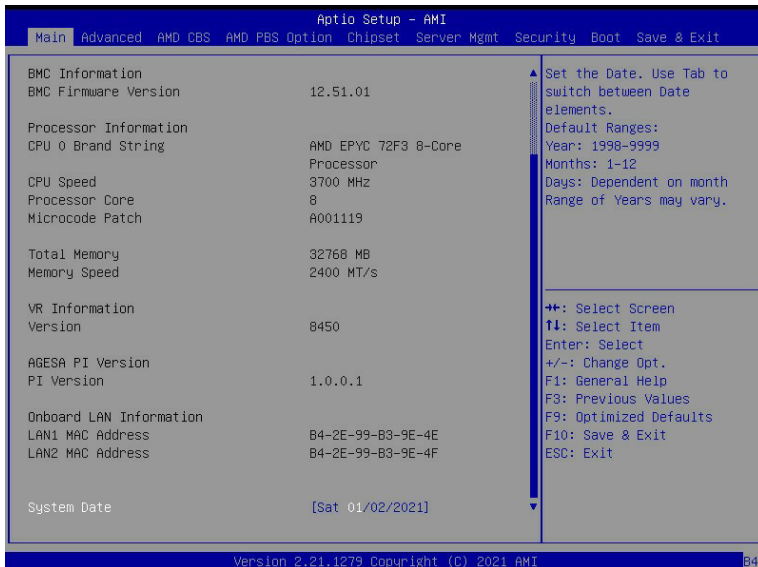 Aptio Setup – AMI
Main Advanced AMD CBS AMD PBS Option Chipset Server Mgmt Security Boot Save & Exit
BMC Information
BMC Firmware Version 12.51.01
Processor Information
CPU 0 Brand String AMD EPYC 72F3 8-Core
Processor
CPU Speed 3700 MHz
Processor Core 8
Microcode Patch A001119
Total Memory 32768 MB
Memory Speed 2400 MT/s
VR Information
Version 8450
AGESA PI Version
PI Version 1.0.0.1
Onboard LAN Information
LAN1 MAC Address B4-2E-99-B3-9E-4E
LAN2 MAC Address B4-2E-99-B3-9E-4F
System Date [Sat 01/02/2021]
Set the Date. Use Tab to
switch between Date
elements.
Default Ranges:
Year: 1998-9999
Months: 1-12
Days: Dependent on month
Range of Years may vary.
→←: Select Screen
↑↓: Select Item
Enter: Select
+/-: Change Opt.
F1: General Help
F3: Previous Values
F9: Optimized Defaults
F10: Save & Exit
ESC: Exit
Version 2.21.1279 Copyright (C) 2021 AMI
B4